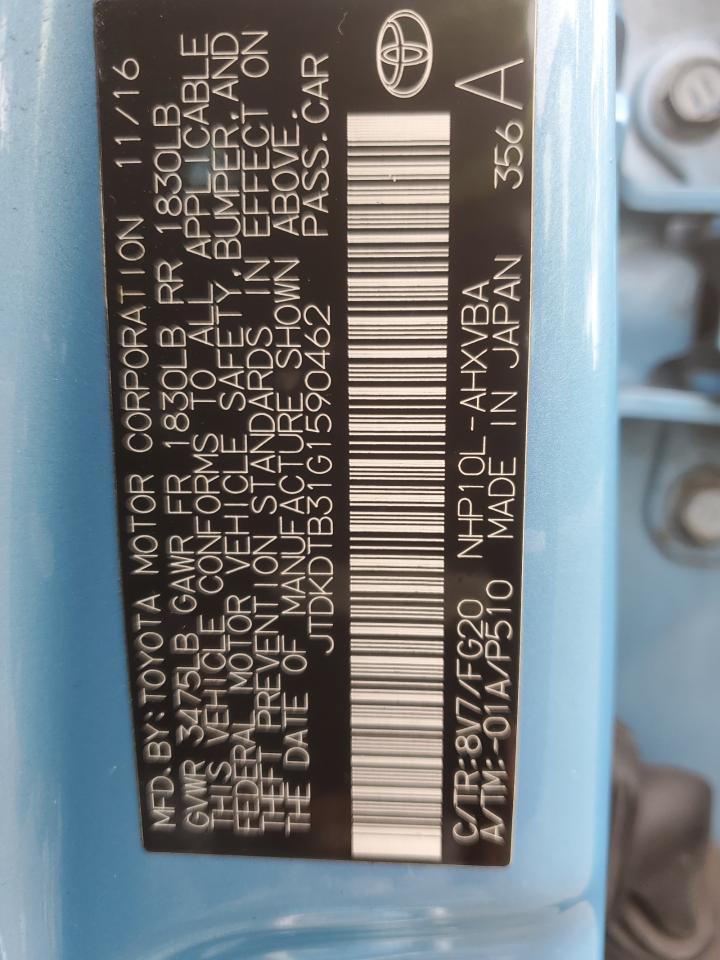 MFD. BY: TOYOTA MOTOR CORPORATION 11/16
GVWR 3475LB GAWR FR 1830LB RR 1830LB
THIS VEHICLE CONFORMS TO ALL APPLICABLE
FEDERAL MOTOR VEHICLE SAFETY, BUMPER, AND
THEFT PREVENTION STANDARDS IN EFFECT ON
THE DATE OF MANUFACTURE SHOWN ABOVE.
JTDKDTB31G1590462 PASS. CAR
C/TR:8V7/FG20 NHP10L-AHXVBA 356 A
A/TM:-01A/P510 MADE IN JAPAN